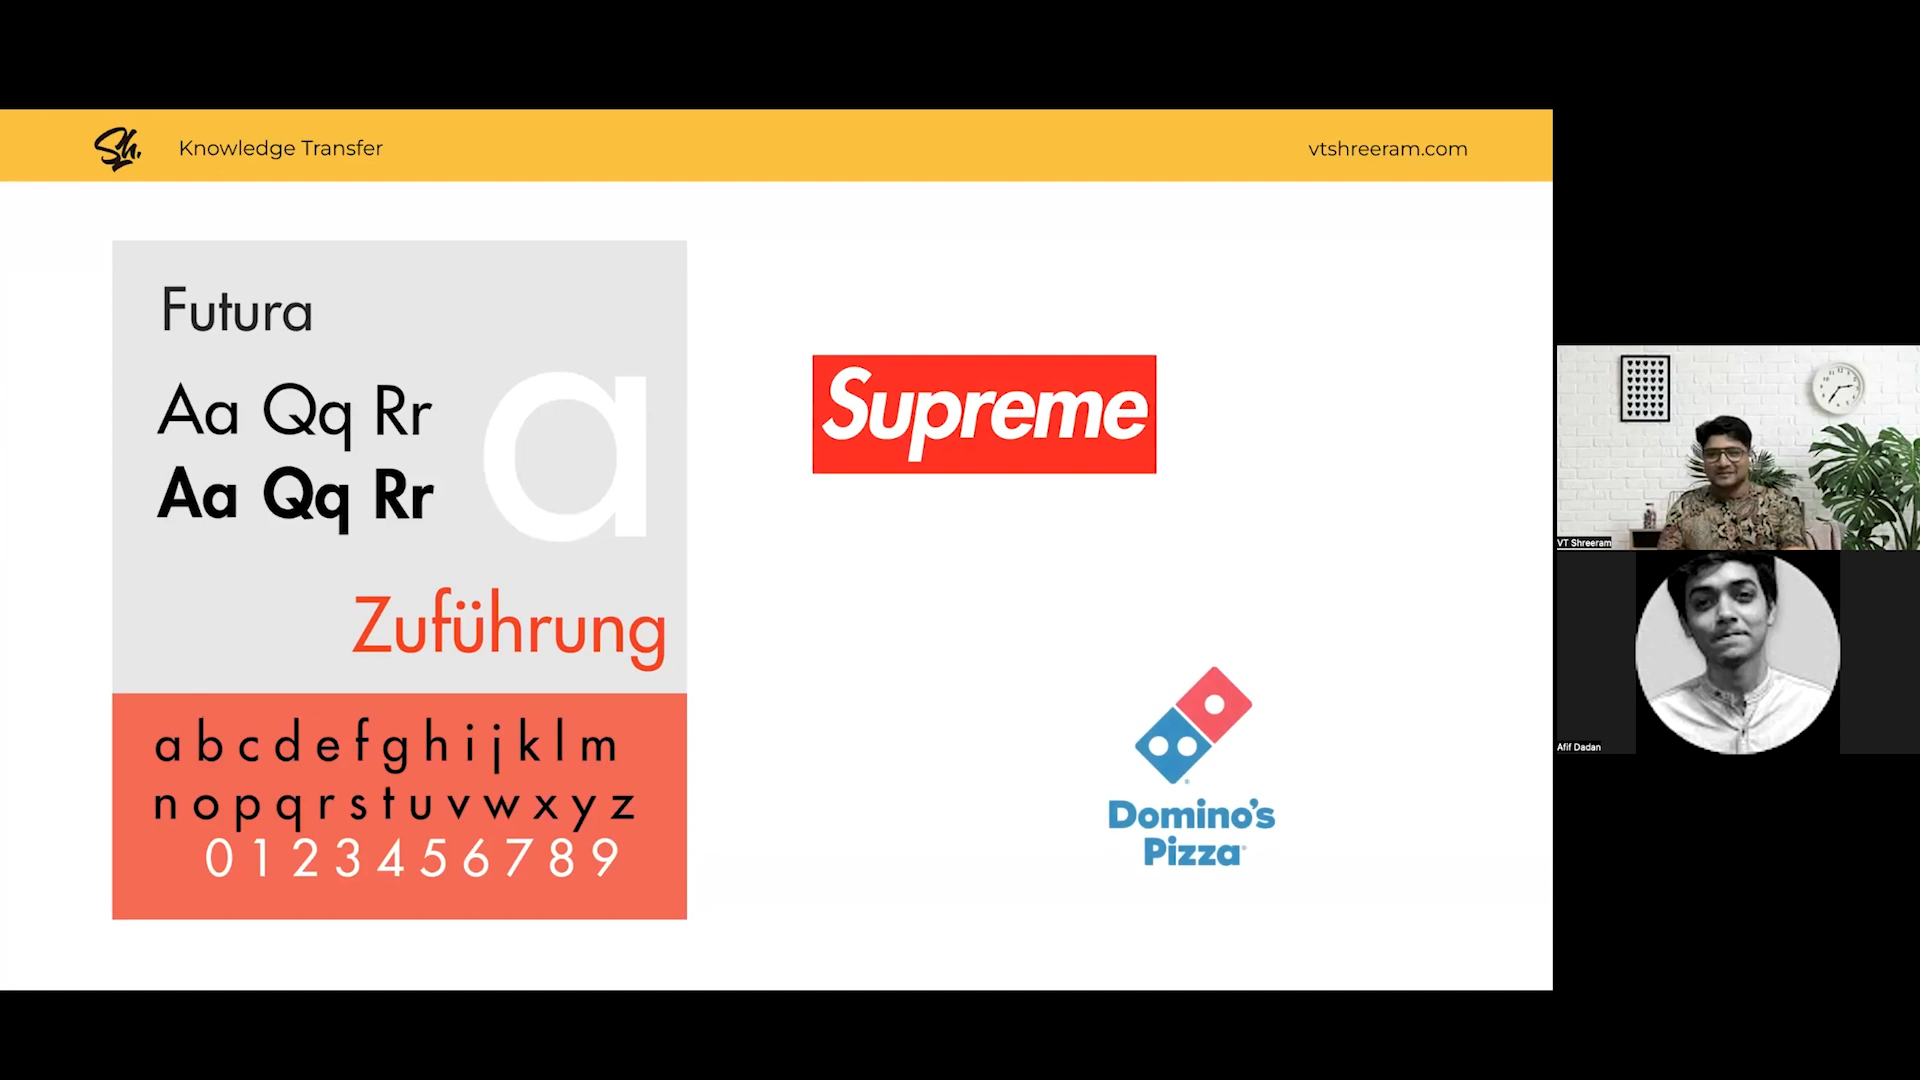 Sh.
Knowledge Transfer
vtshreeram.com
Futura
Aa Qq Rr
a
Aa Qq Rr
Zuführung
a b c d e f g h i j k l m
n o p q r s t u v w x y z
0 1 2 3 4 5 6 7 8 9
Supreme
Domino's
Pizza
VT Shreeram
Afif Dadan